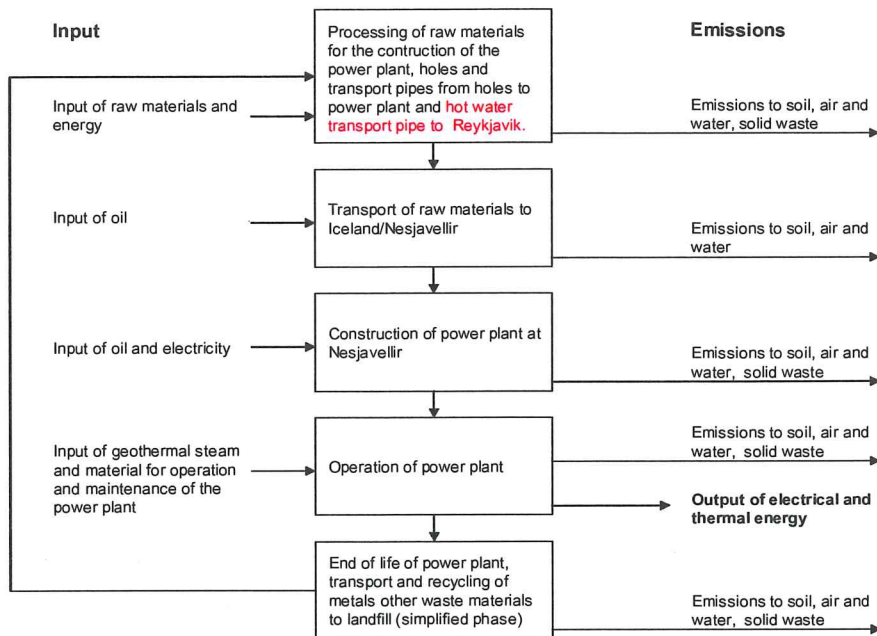 Input
Emissions
Processing of raw materials
for the contruction of the
power plant, holes and
transport pipes from holes to
power plant and hot water
transport pipe to Reykjavik.
Input of raw materials and
energy
Emissions to soil, air and
water, solid waste
Input of oil
Transport of raw materials to
Iceland/Nesjavellir
Emissions to soil, air and
water
Input of oil and electricity
Construction of power plant at
Nesjavellir
Emissions to soil, air and
water, solid waste
Input of geothermal steam
and material for operation
and maintenance of the
power plant
Operation of power plant
Emissions to soil, air and
water, solid waste
Output of electrical and
thermal energy
End of life of power plant,
transport and recycling of
metals other waste materials
to landfill (simplified phase)
Emissions to soil, air and
water, solid waste